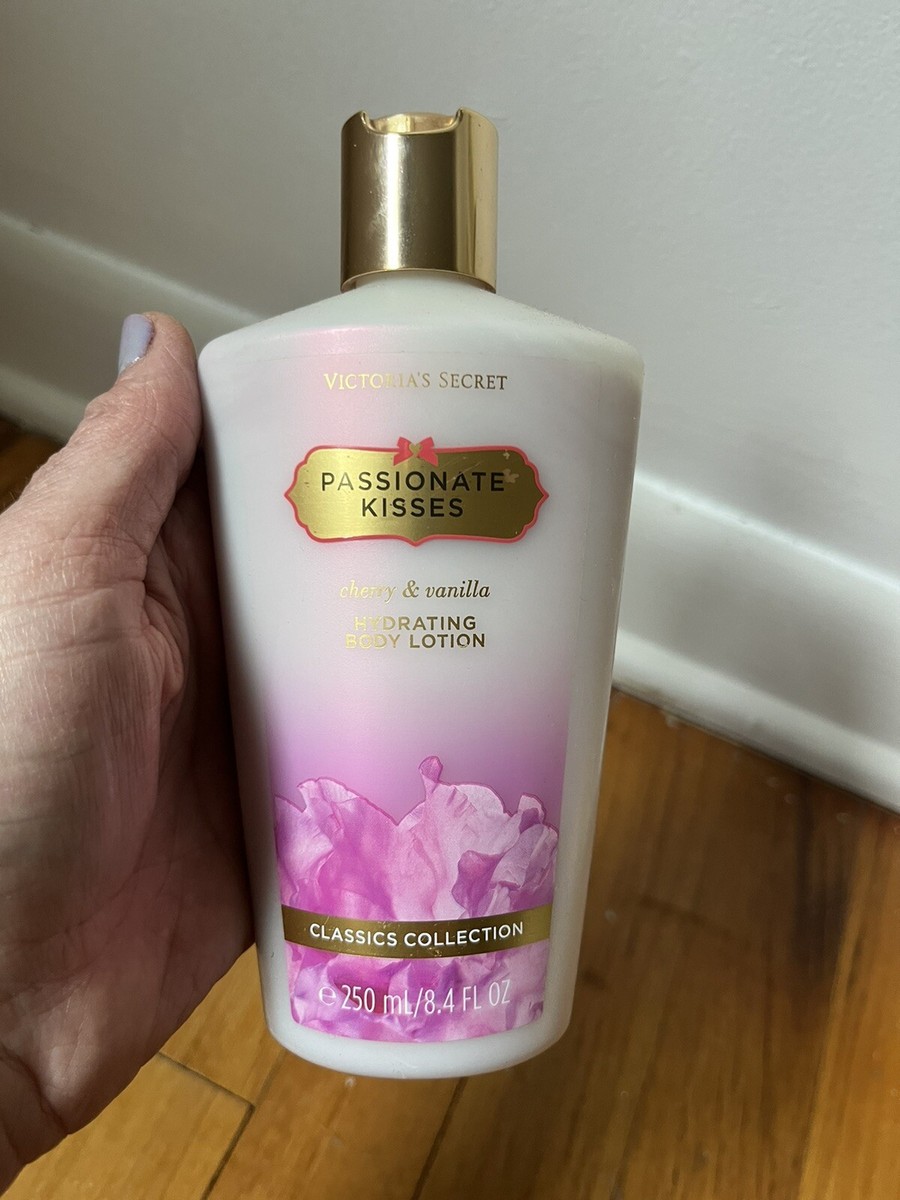 VICTORIA'S SECRET
PASSIONATE
KISSES
cherry & vanilla
HYDRATING
BODY LOTION
CLASSICS COLLECTION
℮ 250 mL/8.4 FL OZ